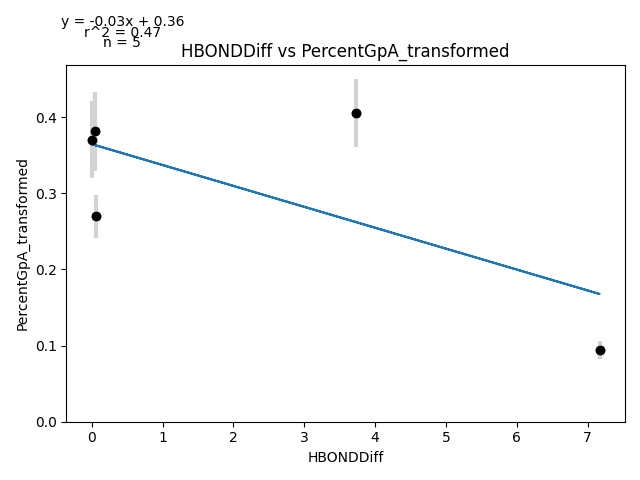 y = -0.03x + 0.36
r^2 = 0.47
n = 5
HBONDDiff vs PercentGpA_transformed
PercentGpA_transformed
0.4
0.3
0.2
0.1
0.0
0 1 2 3 4 5 6 7
HBONDDiff